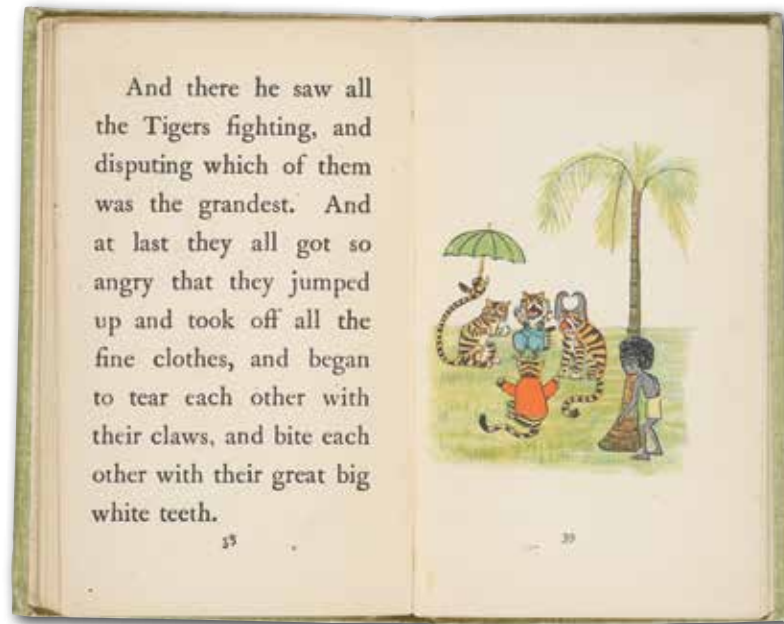 And there he saw all
the Tigers fighting, and
disputing which of them
was the grandest. And
at last they all got so
angry that they jumped
up and took off all the
fine clothes, and began
to tear each other with
their claws, and bite each
other with their great big
white teeth.
38
39